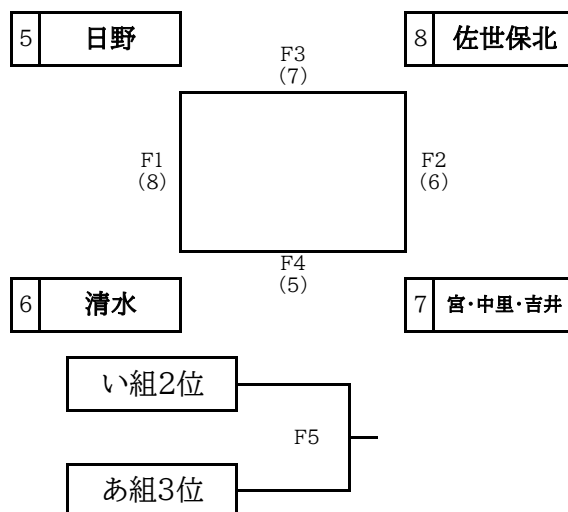 5 日野
8 佐世保北
F3
(7)
F1
(8)
F2
(6)
F4
(5)
6 清水
7 宮・中里・吉井
い組2位
F5
あ組3位